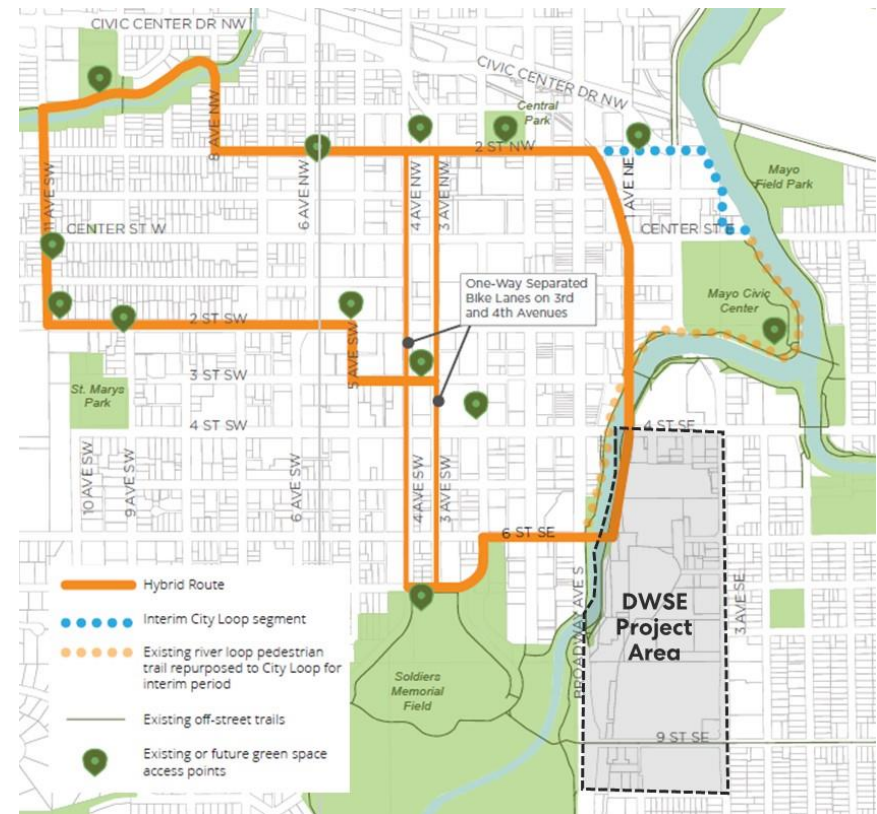 CIVIC CENTER DR NW
CIVIC CENTER DR NW
Central
Park
8 AVE NW
2 ST NW
1 AVE NE
Mayo
Field Park
6 AVE NW
4 AVE NW
3 AVE NW
11 AVE SW
CENTER ST W
CENTER ST E
One-Way Separated
Bike Lanes on 3rd
and 4th Avenues
Mayo Civic
Center
2 ST SW
5 AVE SW
3 ST SW
St. Marys
Park
4 ST SW
4 ST SE
10 AVE SW
9 AVE SW
6 AVE SW
4 AVE SW
3 AVE SW
6 ST SE
DWSE
Project
Area
3 AVE SE
BROADWAY AVE S
Soldiers
Memorial
Field
9 ST SE
Hybrid Route
Interim City Loop segment
Existing river loop pedestrian
trail repurposed to City Loop for
interim period
Existing off-street trails
Existing or future green space
access points